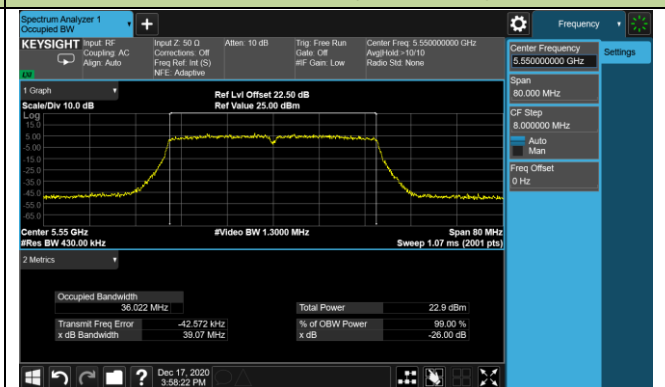 Spectrum Analyzer 1
Occupied BW
Frequency
KEYSIGHT
Input: RF
Coupling: AC
Align: Auto
Input Z: 50 Ω
Corrections: Off
Freq Ref: Int (S)
NFE: Adaptive
Atten: 10 dB
Trig: Free Run
Gate: Off
#IF Gain: Low
Center Freq: 5.550000000 GHz
Avg|Hold:>10/10
Radio Std: None
Center Frequency
5.550000000 GHz
Settings
Span
80.000 MHz
CF Step
8.000000 MHz
Auto
Man
Freq Offset
0 Hz
1 Graph
Scale/Div 10.0 dB
Ref Lvl Offset 22.50 dB
Ref Value 25.00 dBm
Log
15.0
5.00
-5.00
-15.0
-25.0
-35.0
-45.0
-55.0
-65.0
Center 5.55 GHz
#Res BW 430.00 kHz
#Video BW 1.3000 MHz
Span 80 MHz
Sweep 1.07 ms (2001 pts)
2 Metrics
Occupied Bandwidth
36.022 MHz
Total Power 22.9 dBm
Transmit Freq Error -42.572 kHz
% of OBW Power 99.00 %
x dB Bandwidth 39.07 MHz
x dB -26.00 dB
Dec 17, 2020
3:58:22 PM